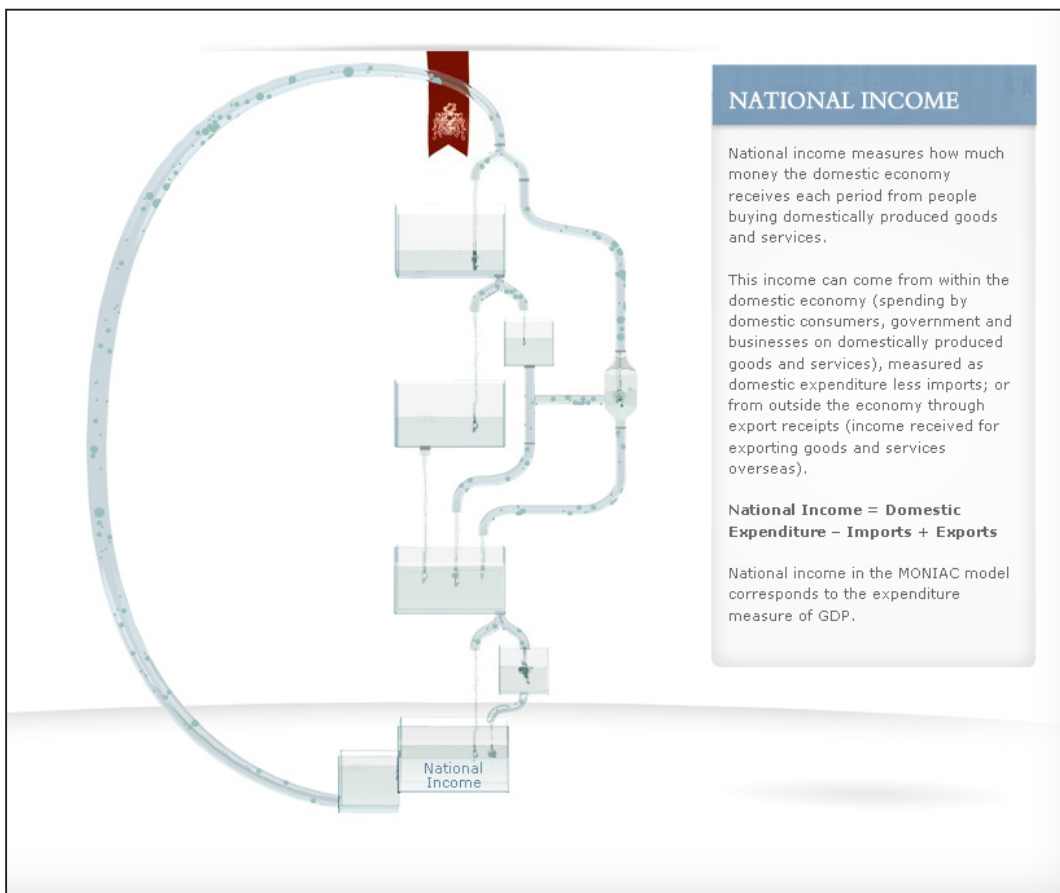 NATIONAL INCOME
National income measures how much
money the domestic economy
receives each period from people
buying domestically produced goods
and services.
This income can come from within the
domestic economy (spending by
domestic consumers, government and
businesses on domestically produced
goods and services), measured as
domestic expenditure less imports; or
from outside the economy through
export receipts (income received for
exporting goods and services
overseas).
National Income = Domestic
Expenditure – Imports + Exports
National income in the MONIAC model
corresponds to the expenditure
measure of GDP.
National
Income